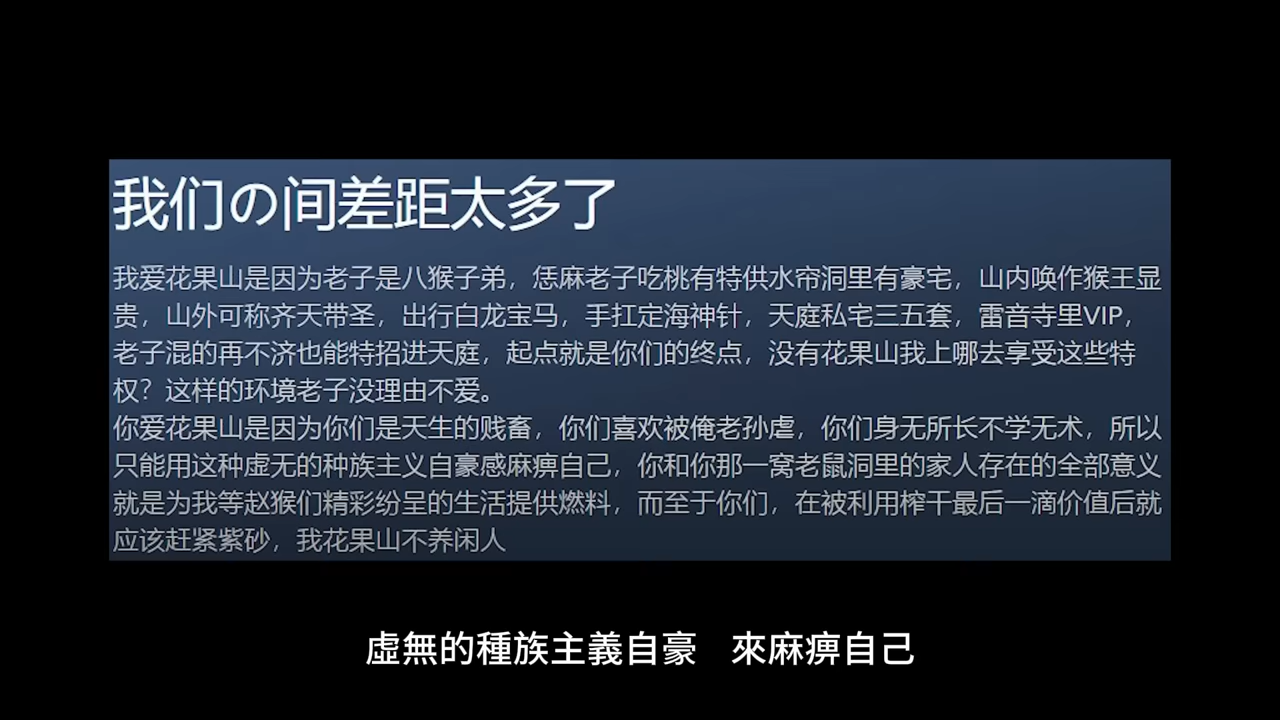 我们の间差距太多了
我爱花果山是因为老子是八猴子弟，恁麻老子吃桃有特供水帘洞里有豪宅，山内唤作猴王显
贵，山外可称齐天带圣，出行白龙宝马，手扛定海神针，天庭私宅三五套，雷音寺里VIP，
老子混的再不济也能特招进天庭，起点就是你们的终点，没有花果山我上哪去享受这些特
权？这样的环境老子没理由不爱。
你爱花果山是因为你们是天生的贱畜，你们喜欢被俺老孙虐，你们身无所长不学无术，所以
只能用这种虚无的种族主义自豪感麻痹自己，你和你那一窝老鼠洞里的家人存在的全部意义
就是为我等赵猴们精彩纷呈的生活提供燃料，而至于你们，在被利用榨干最后一滴价值后就
应该赶紧紫砂，我花果山不养闲人
虛無的種族主義自豪　來麻痹自己